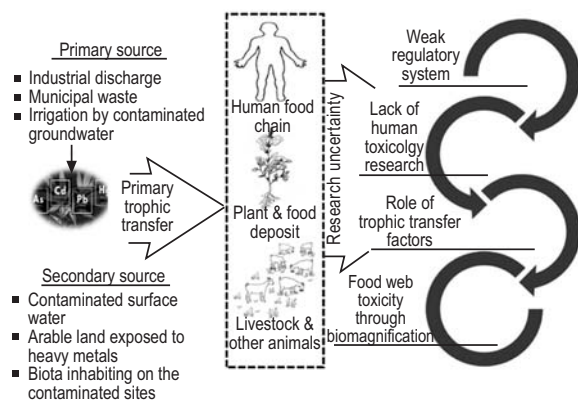 Primary source
Industrial discharge
Municipal waste
Irrigation by contaminated
groundwater
As
Cd
Pb
Primary
trophic
transfer
Secondary source
Contaminated surface
water
Arable land exposed to
heavy metals
Biota inhabiting on the
contaminated sites
Human food
chain
Plant & food
deposit
Livestock &
other animals
Research uncertainty
Weak
regulatory
system
Lack of
human
toxicolgy
research
Role of
trophic transfer
factors
Food web
toxicity
through
biomagnification